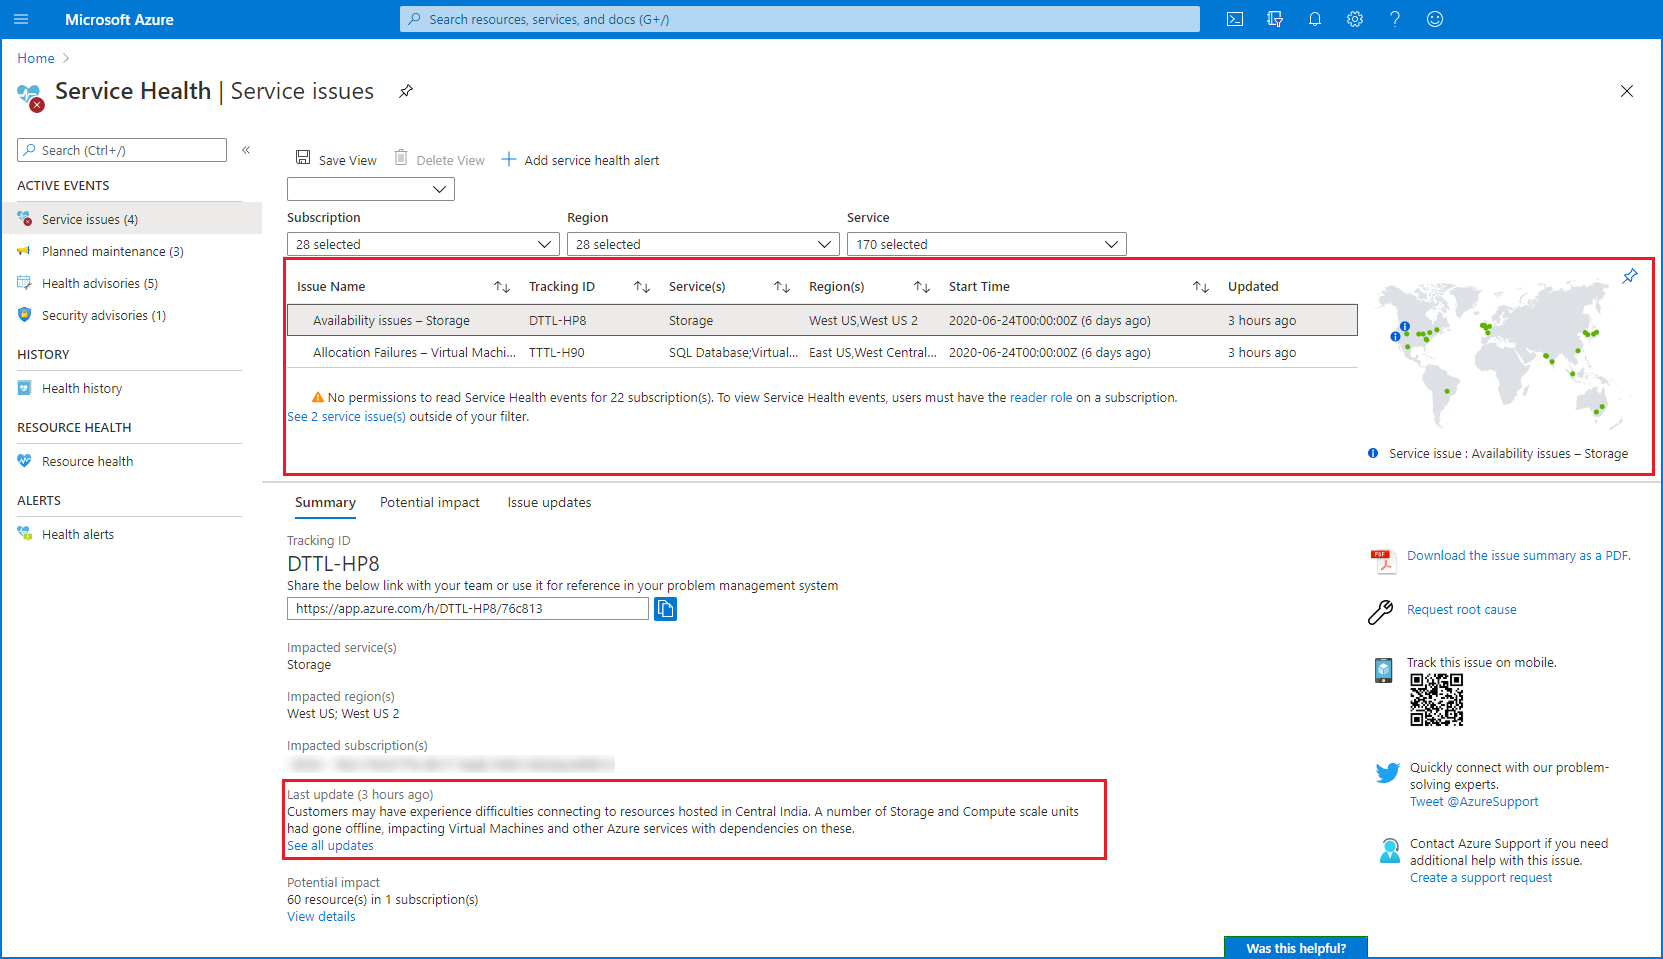 Microsoft Azure
Search resources, services, and docs (G+/)
Home
Service Health | Service issues
Search (Ctrl+/)
«
ACTIVE EVENTS
Service issues (4)
Planned maintenance (3)
Health advisories (5)
Security advisories (1)
HISTORY
Health history
RESOURCE HEALTH
Resource health
ALERTS
Health alerts
Save View Delete View Add service health alert
Subscription Region Service
28 selected 28 selected 170 selected
Issue Name Tracking ID Service(s) Region(s) Start Time Updated
Availability issues – Storage DTTL-HP8 Storage West US,West US 2 2020-06-24T00:00:00Z (6 days ago) 3 hours ago
Allocation Failures – Virtual Machi... TTTL-H90 SQL Database;Virtual... East US,West Central... 2020-06-24T00:00:00Z (6 days ago) 3 hours ago
No permissions to read Service Health events for 22 subscription(s). To view Service Health events, users must have the reader role on a subscription.
See 2 service issue(s) outside of your filter.
Service issue : Availability issues – Storage
Summary Potential impact Issue updates
Tracking ID
DTTL-HP8
Share the below link with your team or use it for reference in your problem management system
https://app.azure.com/h/DTTL-HP8/76c813
Impacted service(s)
Storage
Impacted region(s)
West US; West US 2
Impacted subscription(s)
Last update (3 hours ago)
Customers may have experience difficulties connecting to resources hosted in Central India. A number of Storage and Compute scale units
had gone offline, impacting Virtual Machines and other Azure services with dependencies on these.
See all updates
Potential impact
60 resource(s) in 1 subscription(s)
View details
PDF
Download the issue summary as a PDF.
Request root cause
Track this issue on mobile.
Quickly connect with our problem-
solving experts.
Tweet @AzureSupport
Contact Azure Support if you need
additional help with this issue.
Create a support request
Was this helpful?